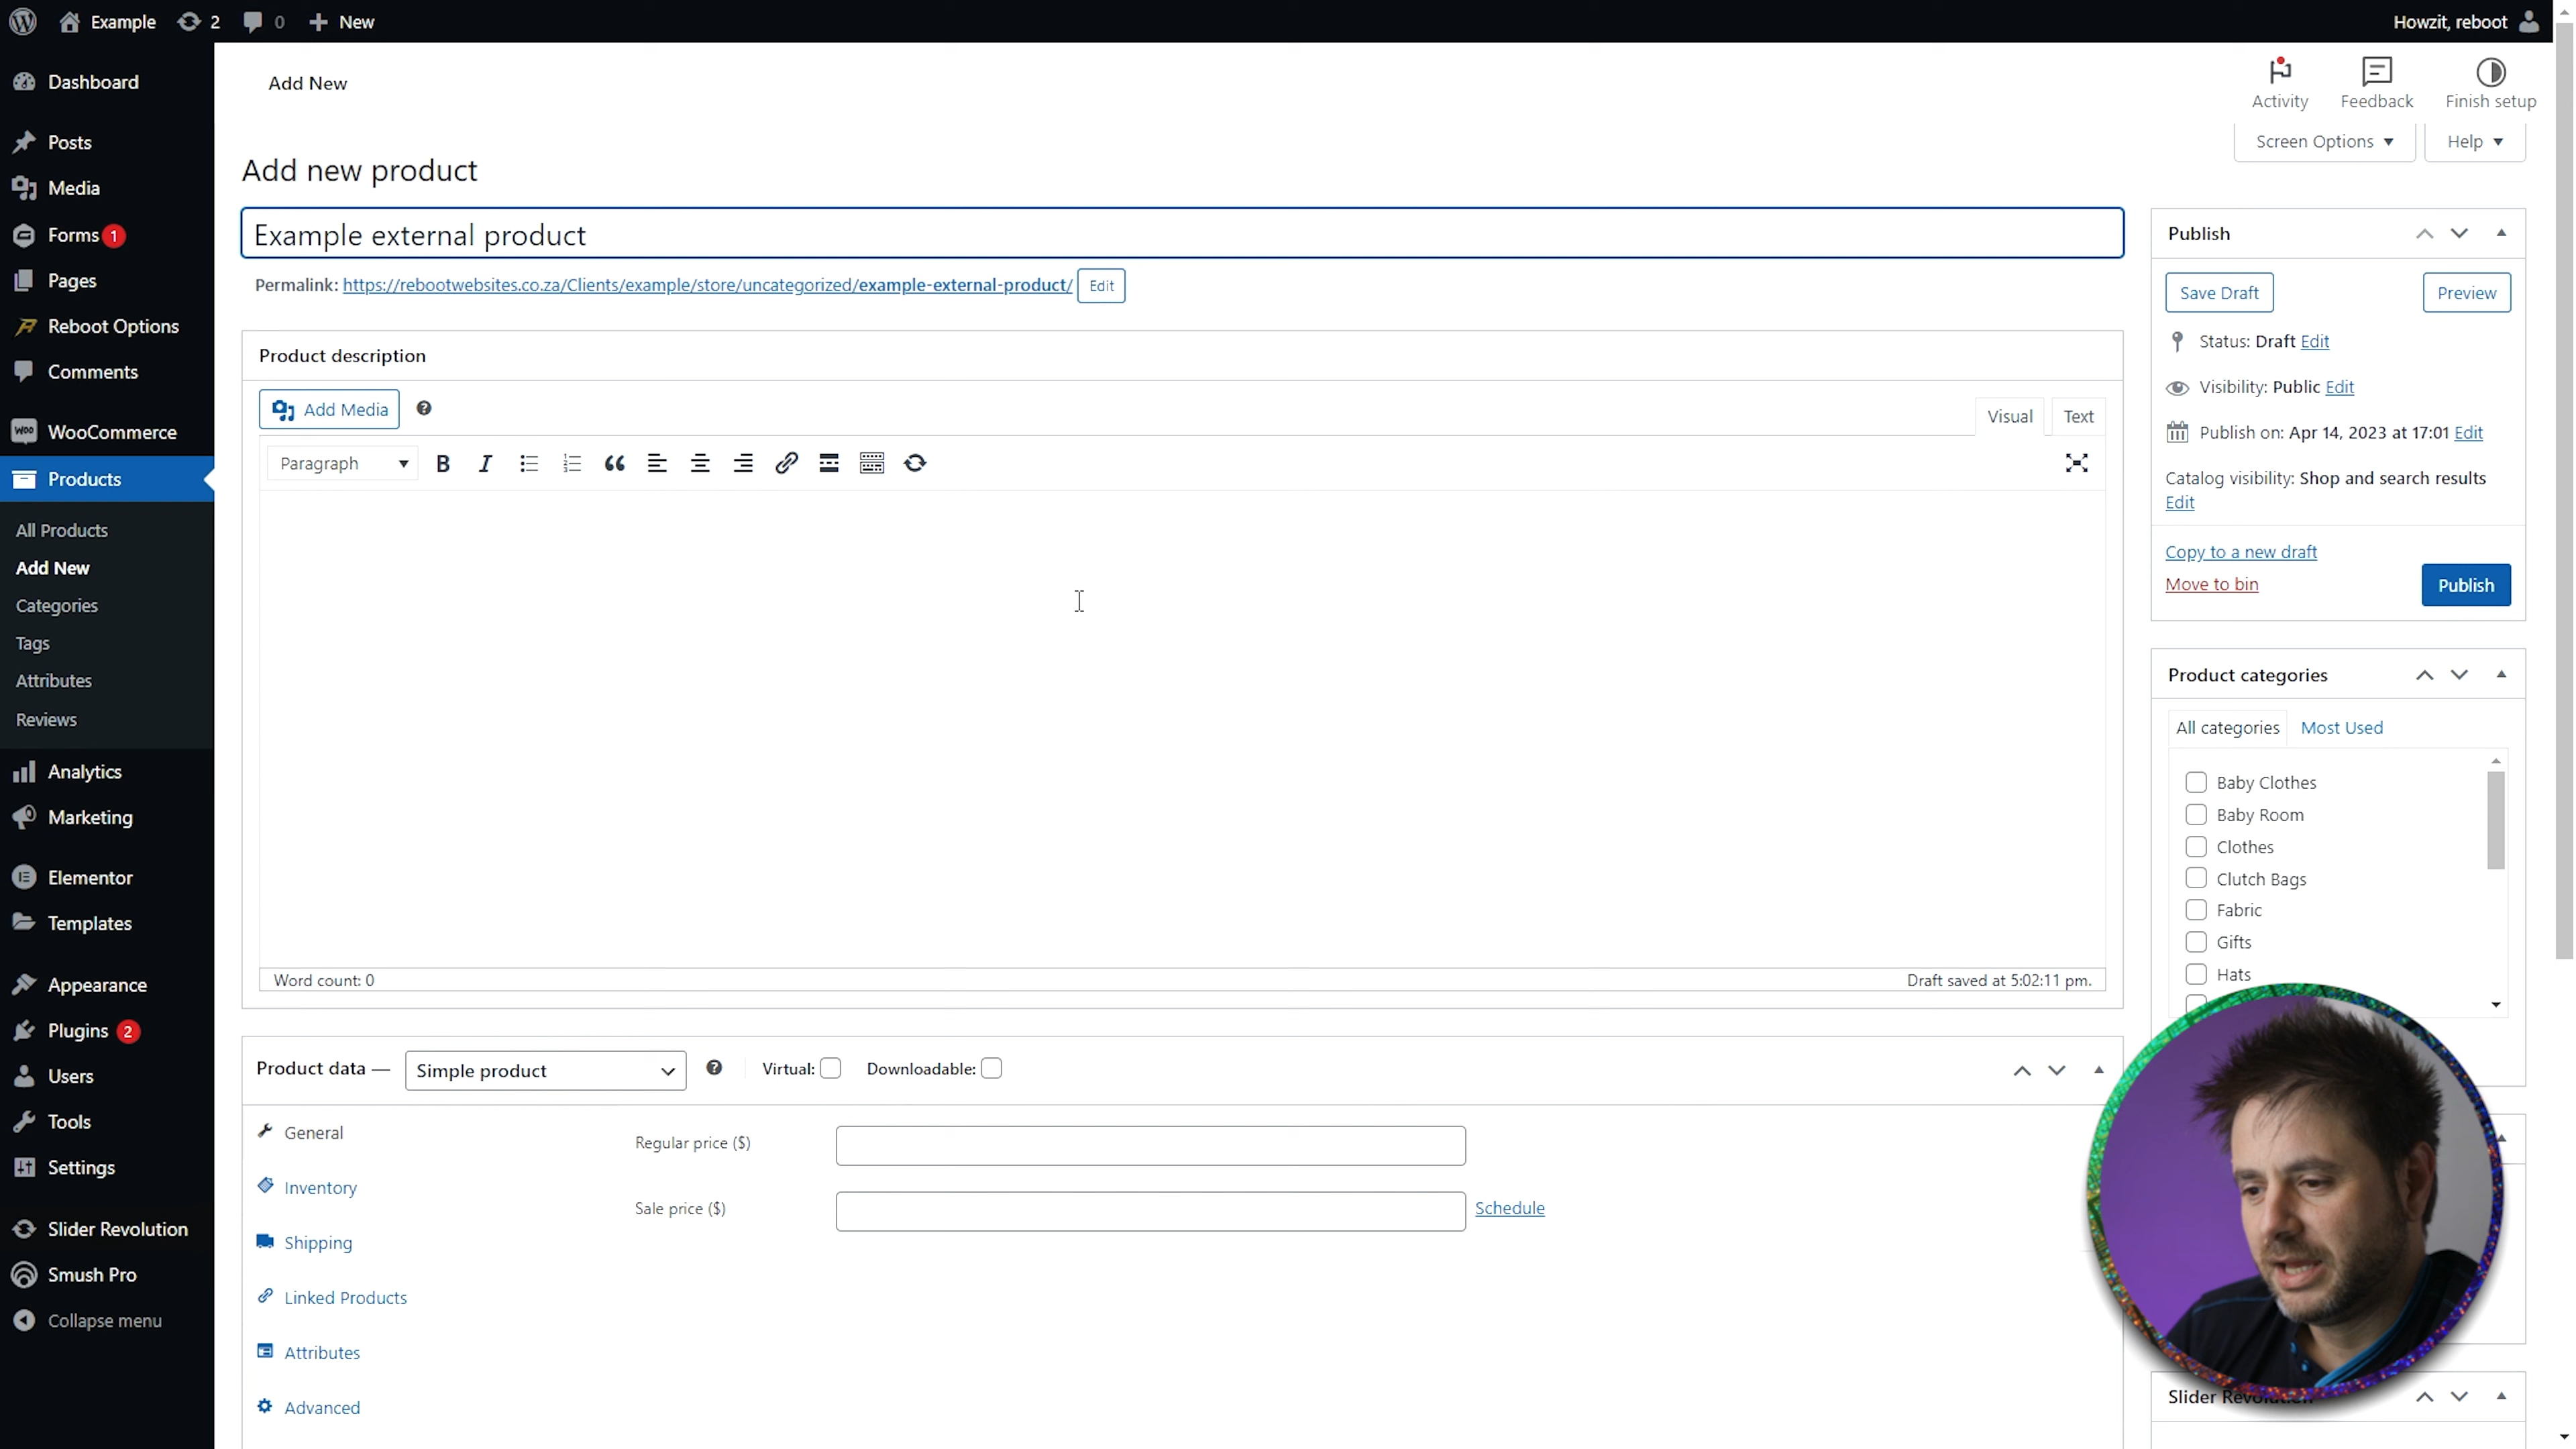 Example 2 0 New Howzit, reboot
Dashboard
Posts
Media
Forms 1
Pages
Reboot Options
Comments
WooCommerce
Products
All Products
Add New
Categories
Tags
Attributes
Reviews
Analytics
Marketing
Elementor
Templates
Appearance
Plugins 2
Users
Tools
Settings
Slider Revolution
Smush Pro
Collapse menu
Add New
Activity Feedback Finish setup
Screen Options Help
Add new product
Example external product
Permalink: https://rebootwebsites.co.za/Clients/example/store/uncategorized/example-external-product/ Edit
Product description
Add Media
Visual Text
Paragraph
Word count: 0 Draft saved at 5:02:11 pm.
Product data — Simple product Virtual: Downloadable:
General
Inventory
Shipping
Linked Products
Attributes
Advanced
Regular price ($)
Sale price ($) Schedule
Publish
Save Draft Preview
Status: Draft Edit
Visibility: Public Edit
Publish on: Apr 14, 2023 at 17:01 Edit
Catalog visibility: Shop and search results
Edit
Copy to a new draft
Move to bin Publish
Product categories
All categories Most Used
Baby Clothes
Baby Room
Clothes
Clutch Bags
Fabric
Gifts
Hats
Slider Revolution